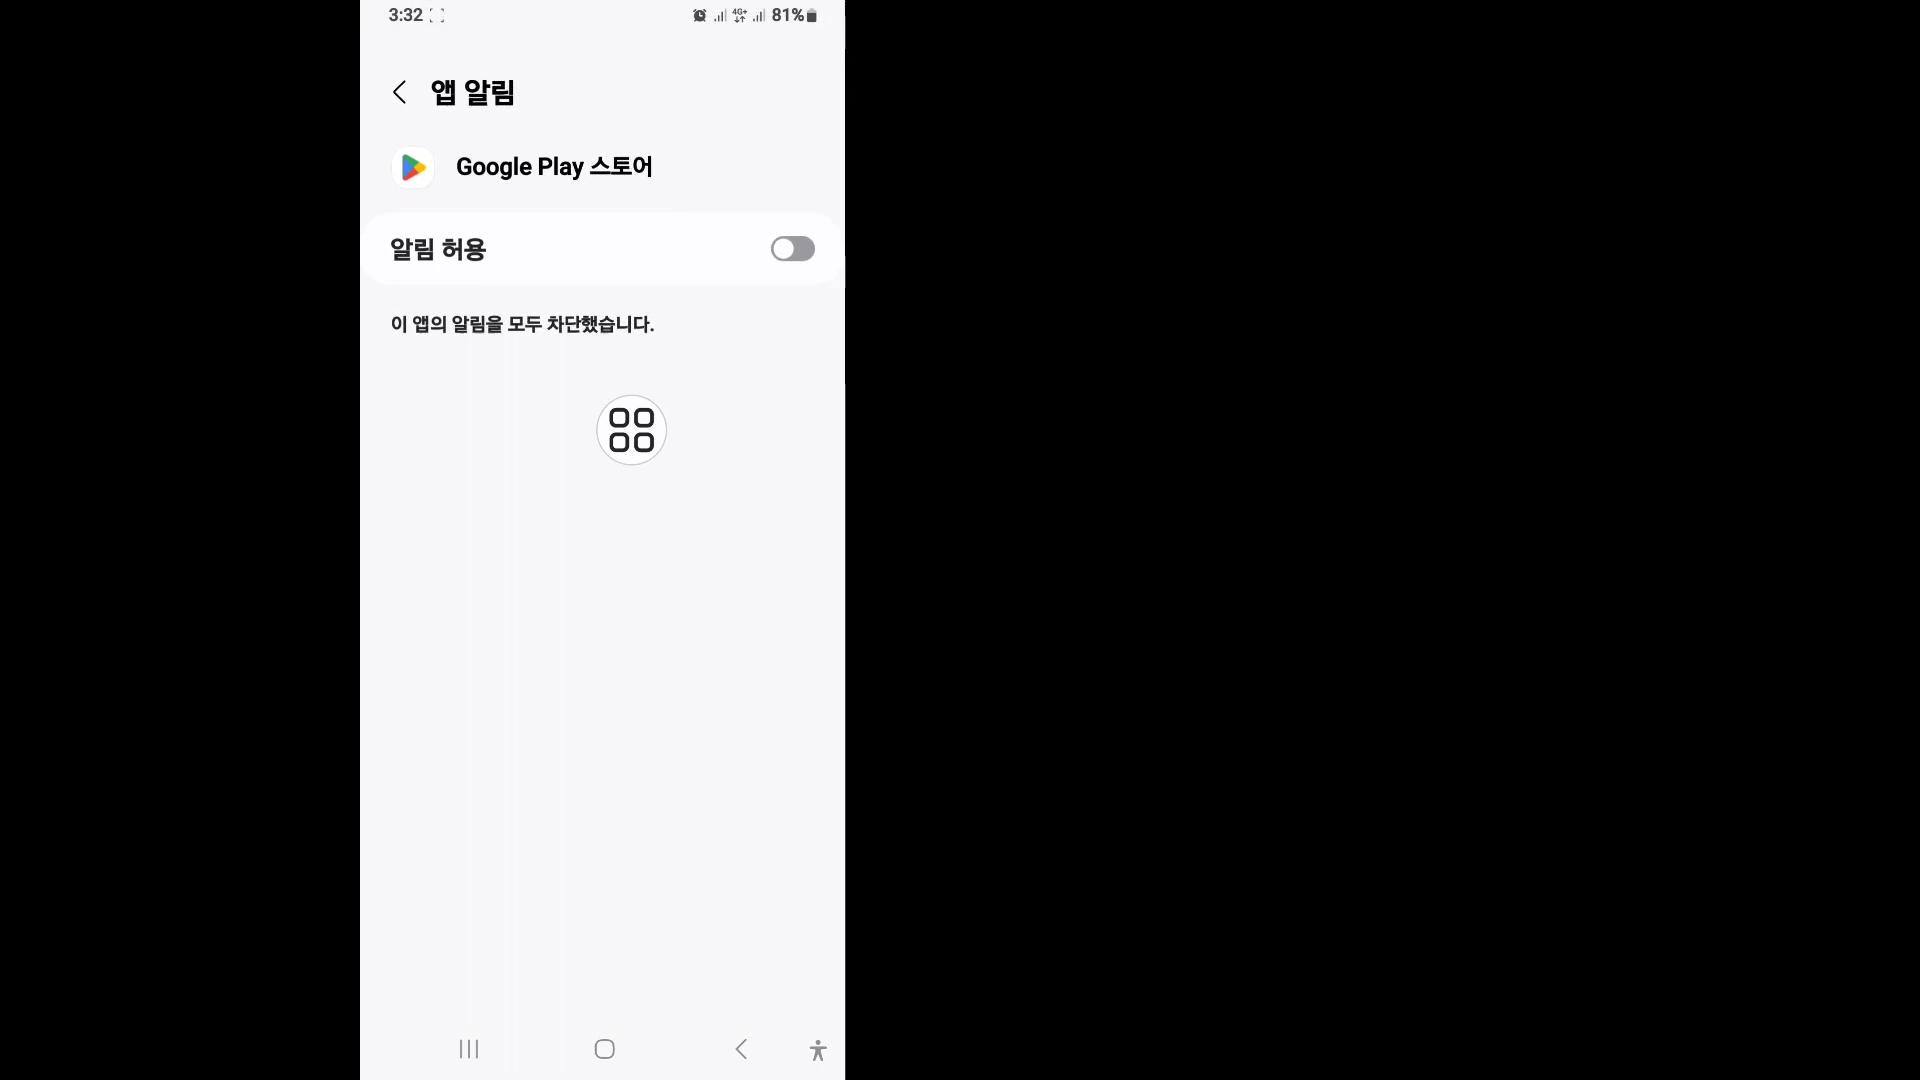 3:32
4G+
81%
앱 알림
Google Play 스토어
알림 허용
이 앱의 알림을 모두 차단했습니다.